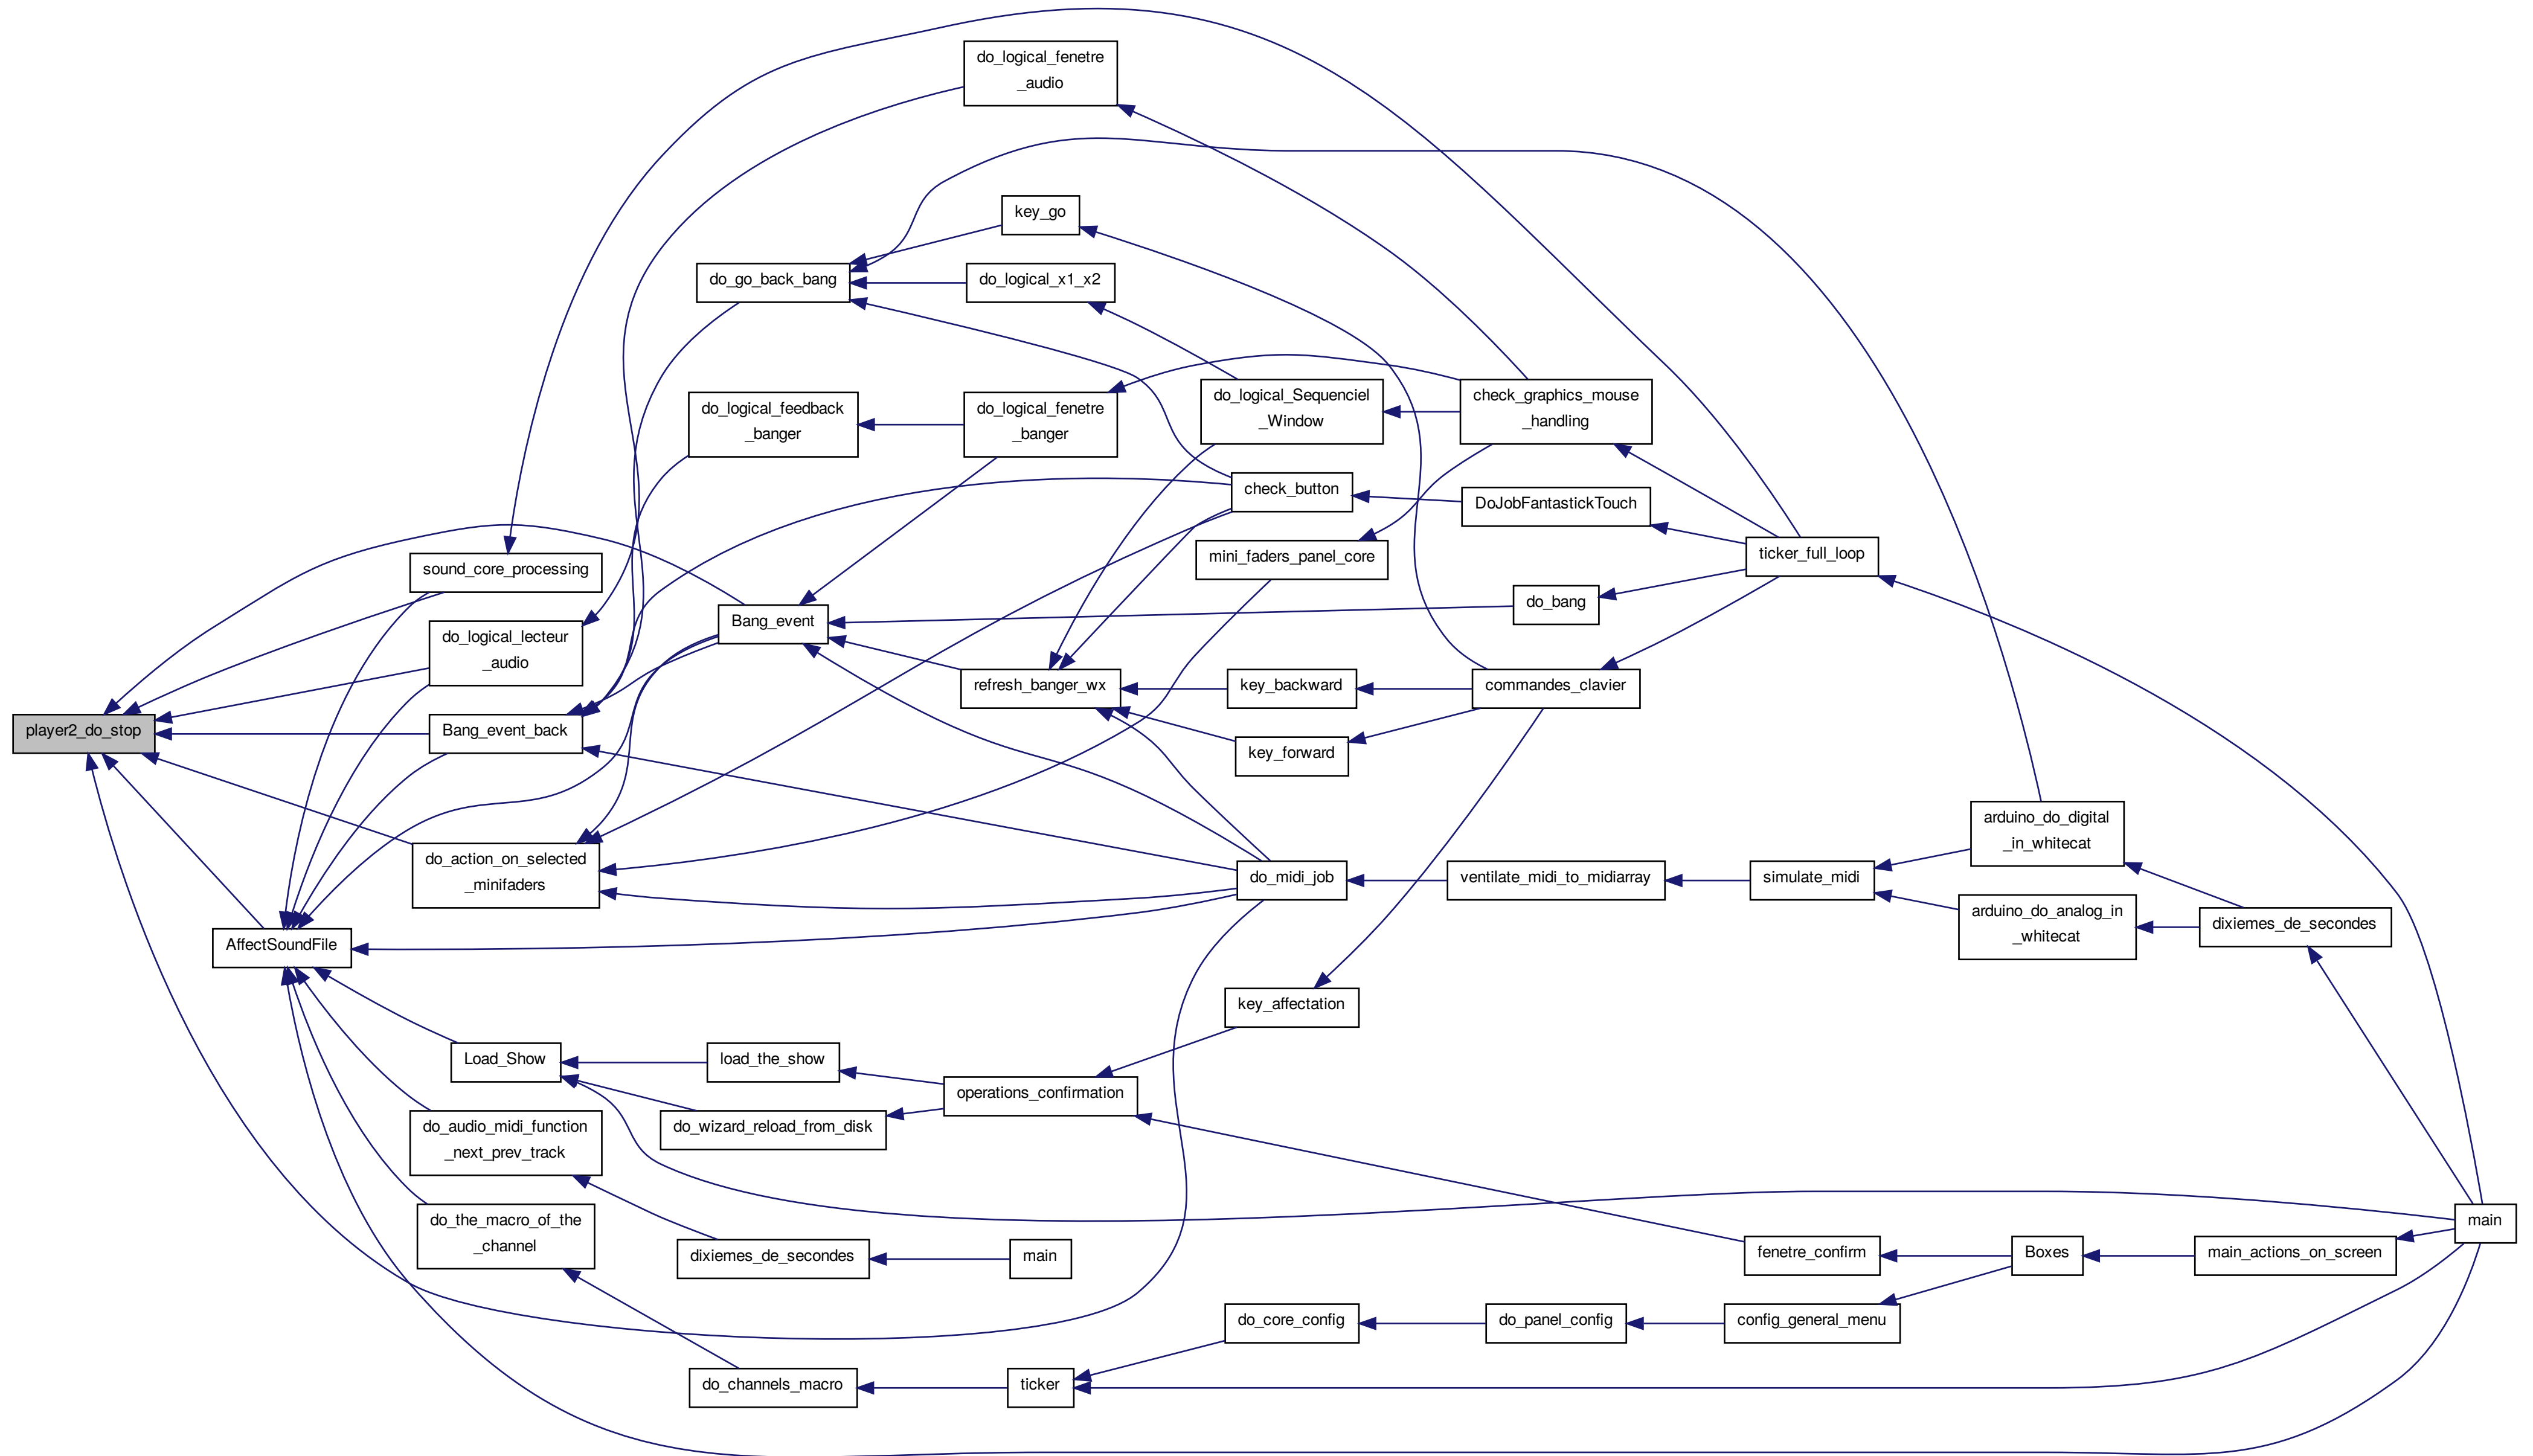 do_logical_fenetre
_audio
key_go
do_go_back_bang
do_logical_x1_x2
do_logical_feedback
_banger
do_logical_fenetre
_banger
do_logical_Sequenciel
_Window
check_graphics_mouse
_handling
check_button
DoJobFantastickTouch
sound_core_processing
mini_faders_panel_core
ticker_full_loop
do_bang
Bang_event
do_logical_lecteur
_audio
refresh_banger_wx
key_backward
commandes_clavier
player2_do_stop
Bang_event_back
key_forward
arduino_do_digital
_in_whitecat
do_action_on_selected
_minifaders
do_midi_job
ventilate_midi_to_midiarray
simulate_midi
arduino_do_analog_in
_whitecat
dixiemes_de_secondes
AffectSoundFile
key_affectation
Load_Show
load_the_show
operations_confirmation
do_audio_midi_function
_next_prev_track
do_wizard_reload_from_disk
do_the_macro_of_the
_channel
main
dixiemes_de_secondes
main
fenetre_confirm
Boxes
main_actions_on_screen
do_core_config
do_panel_config
config_general_menu
do_channels_macro
ticker